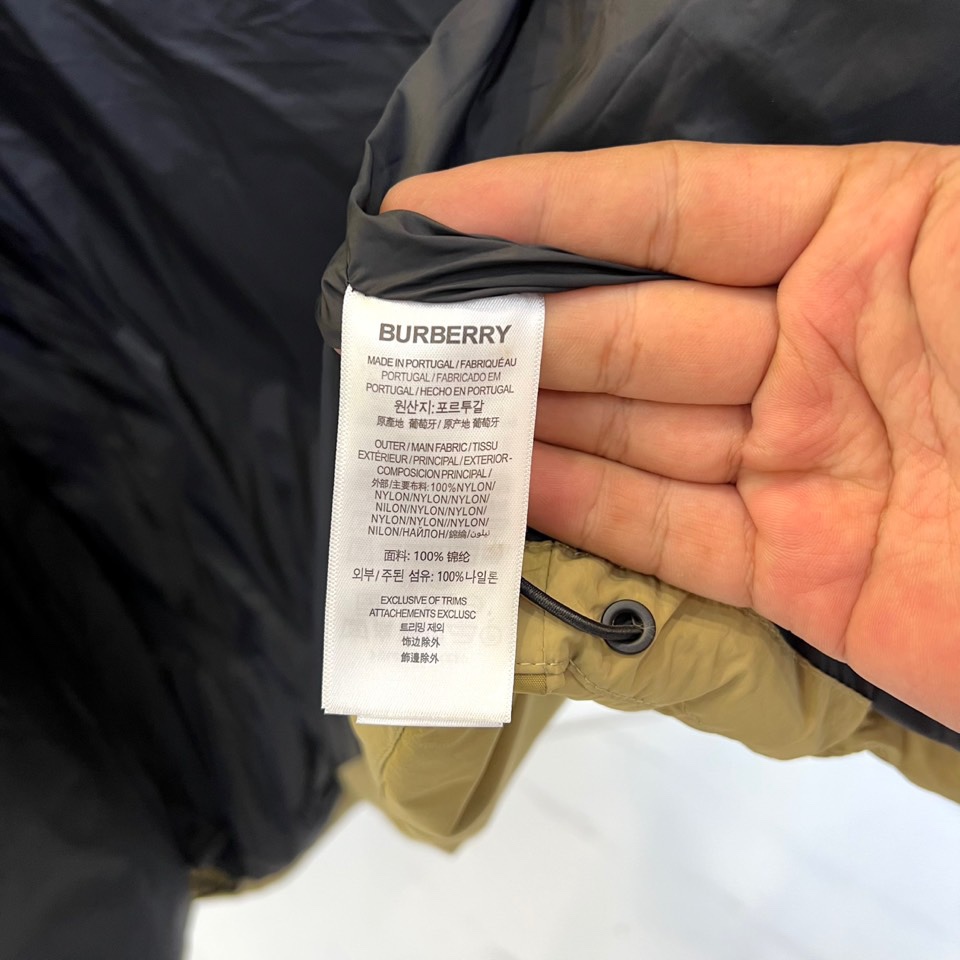 BURBERRY
MADE IN PORTUGAL / FABRIQUÉ AU
PORTUGAL / FABRICADO EM
PORTUGAL / HECHO EN PORTUGAL
원산지: 포르투갈
原產地 葡萄牙 / 原产地 葡萄牙
OUTER / MAIN FABRIC / TISSU
EXTÉRIEUR / PRINCIPAL / EXTERIOR-
COMPOSICION PRINCIPAL /
外部/主要布料: 100%NYLON/
NYLON/NYLON/NYLON/
NILON/NYLON/NYLON/
NYLON/NYLON//NYLON/
NILON/НАЙЛОН/錦綸/نيلون
面料: 100% 锦纶
외부 / 주된 섬유: 100% 나일론
EXCLUSIVE OF TRIMS
ATTACHEMENTS EXCLUSC
트리밍 제외
饰边除外
飾邊除外